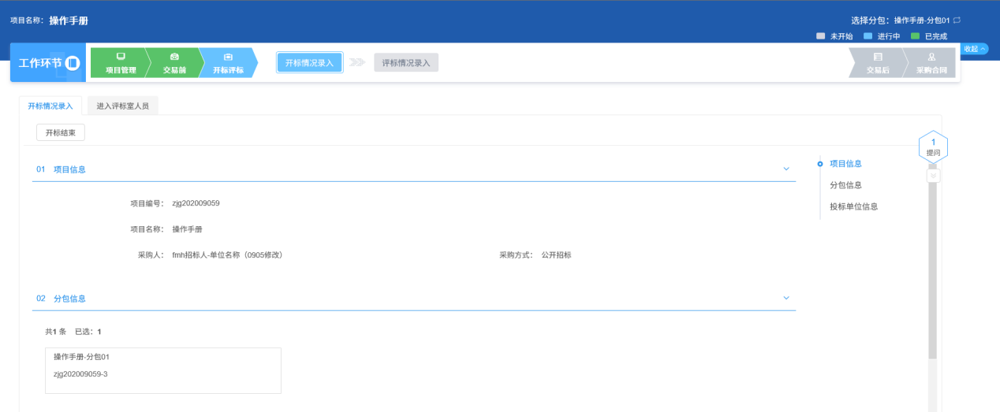 项目名称: 操作手册
选择分包: 操作手册-分包01
未开始 进行中 已完成
收起
工作环节
项目管理 交易前 开标评标 开标情况录入 评标情况录入 交易后 采购合同
开标情况录入 进入评标室人员
开标结束
1
提问
01 项目信息
项目编号: zjg202009059
项目名称: 操作手册
采购人: fmh招标人-单位名称（0905修改）
采购方式: 公开招标
02 分包信息
共1 条 已选: 1
操作手册-分包01
zjg202009059-3
项目信息
分包信息
投标单位信息